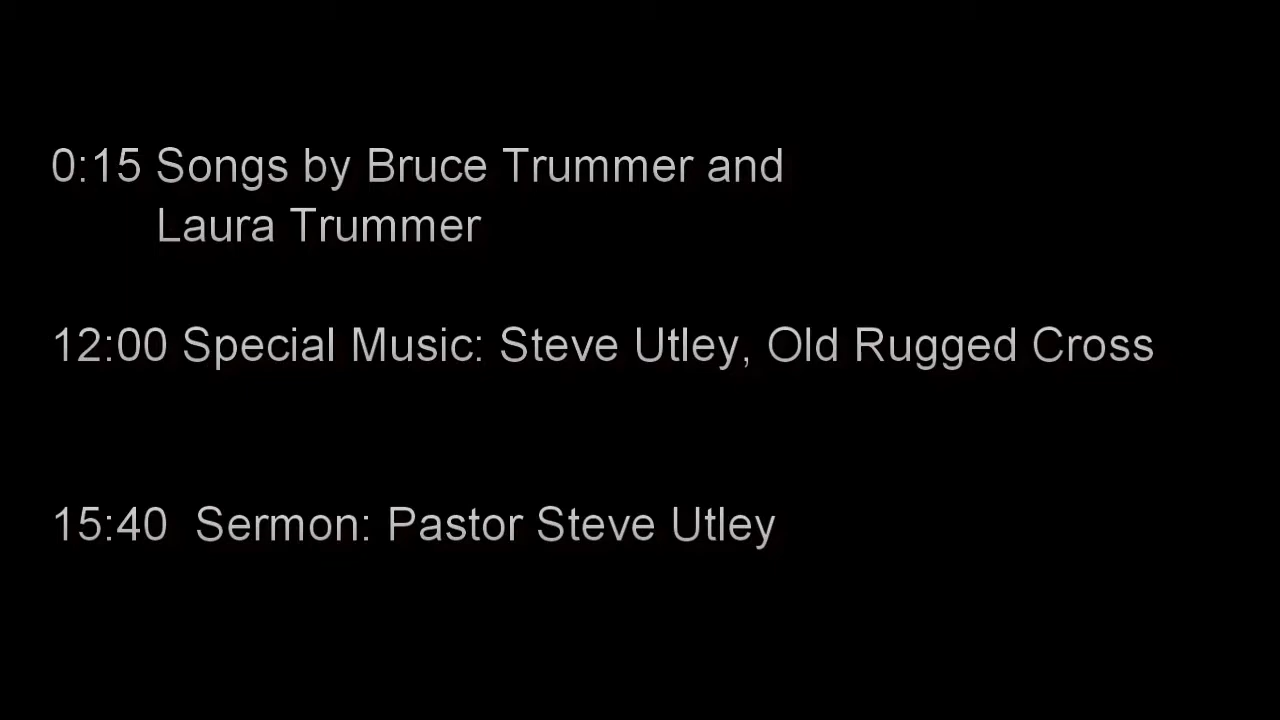 0:15 Songs by Bruce Trummer and
Laura Trummer
12:00 Special Music: Steve Utley, Old Rugged Cross
15:40 Sermon: Pastor Steve Utley